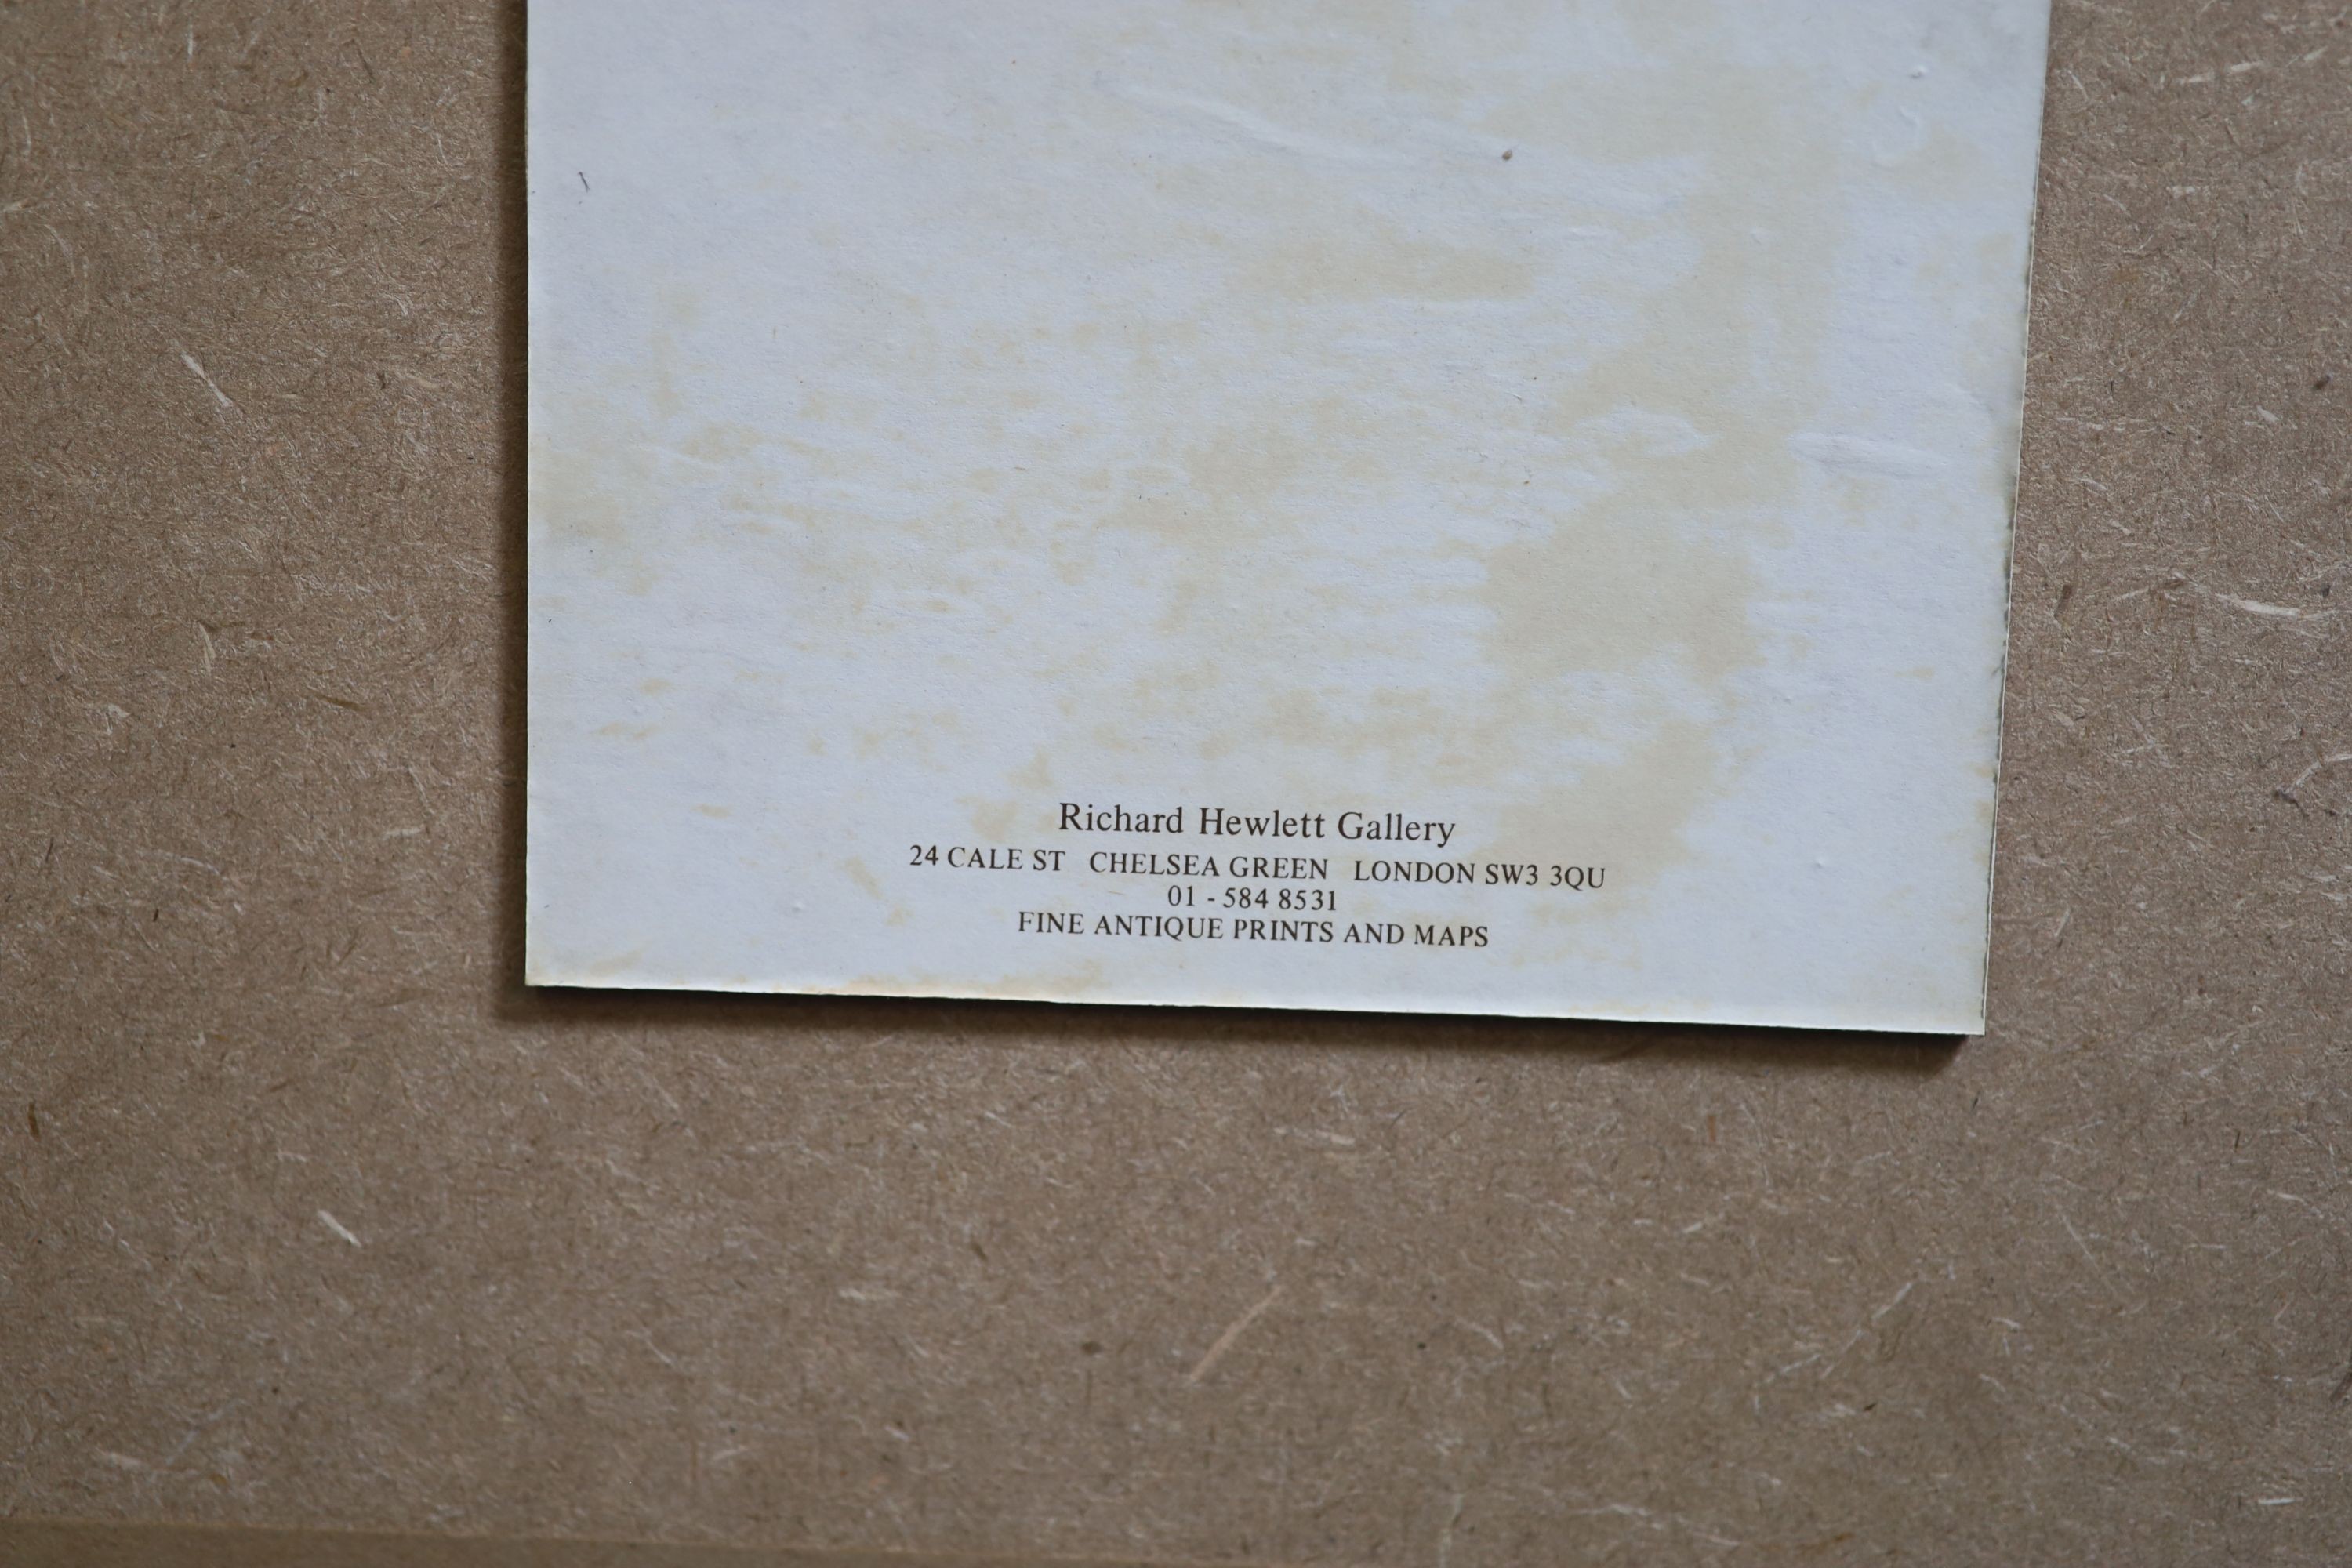 Richard Hewlett Gallery
24 CALE ST CHELSEA GREEN LONDON SW3 3QU
01 - 584 8531
FINE ANTIQUE PRINTS AND MAPS